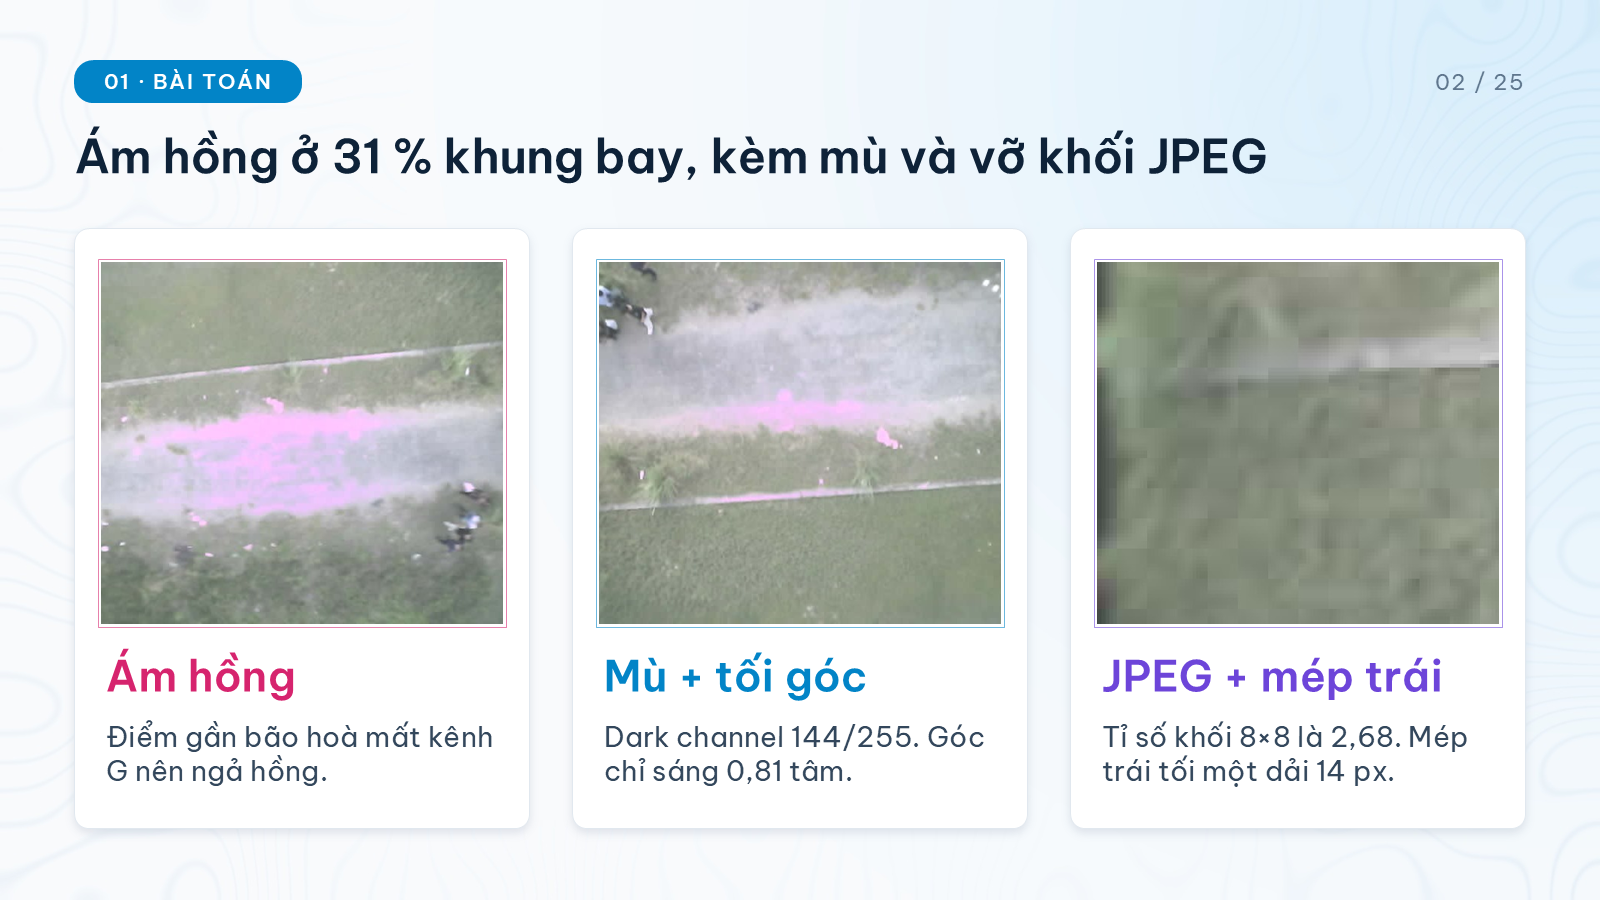 01 · BÀI TOÁN
02 / 25
Ám hồng ở 31 % khung bay, kèm mù và vỡ khối JPEG
Ám hồng
Điểm gần bão hoà mất kênh
G nên ngả hồng.
Mù + tối góc
Dark channel 144/255. Góc
chỉ sáng 0,81 tâm.
JPEG + mép trái
Tỉ số khối 8×8 là 2,68. Mép
trái tối một dải 14 px.